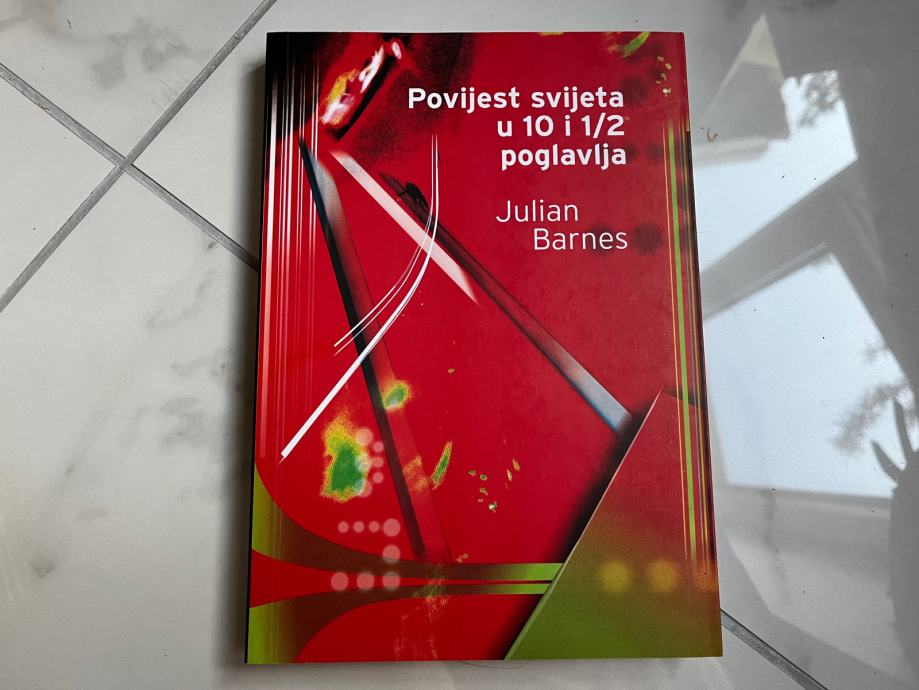 Povijest svijeta
u 10 i 1/2
poglavlja
Julian
Barnes